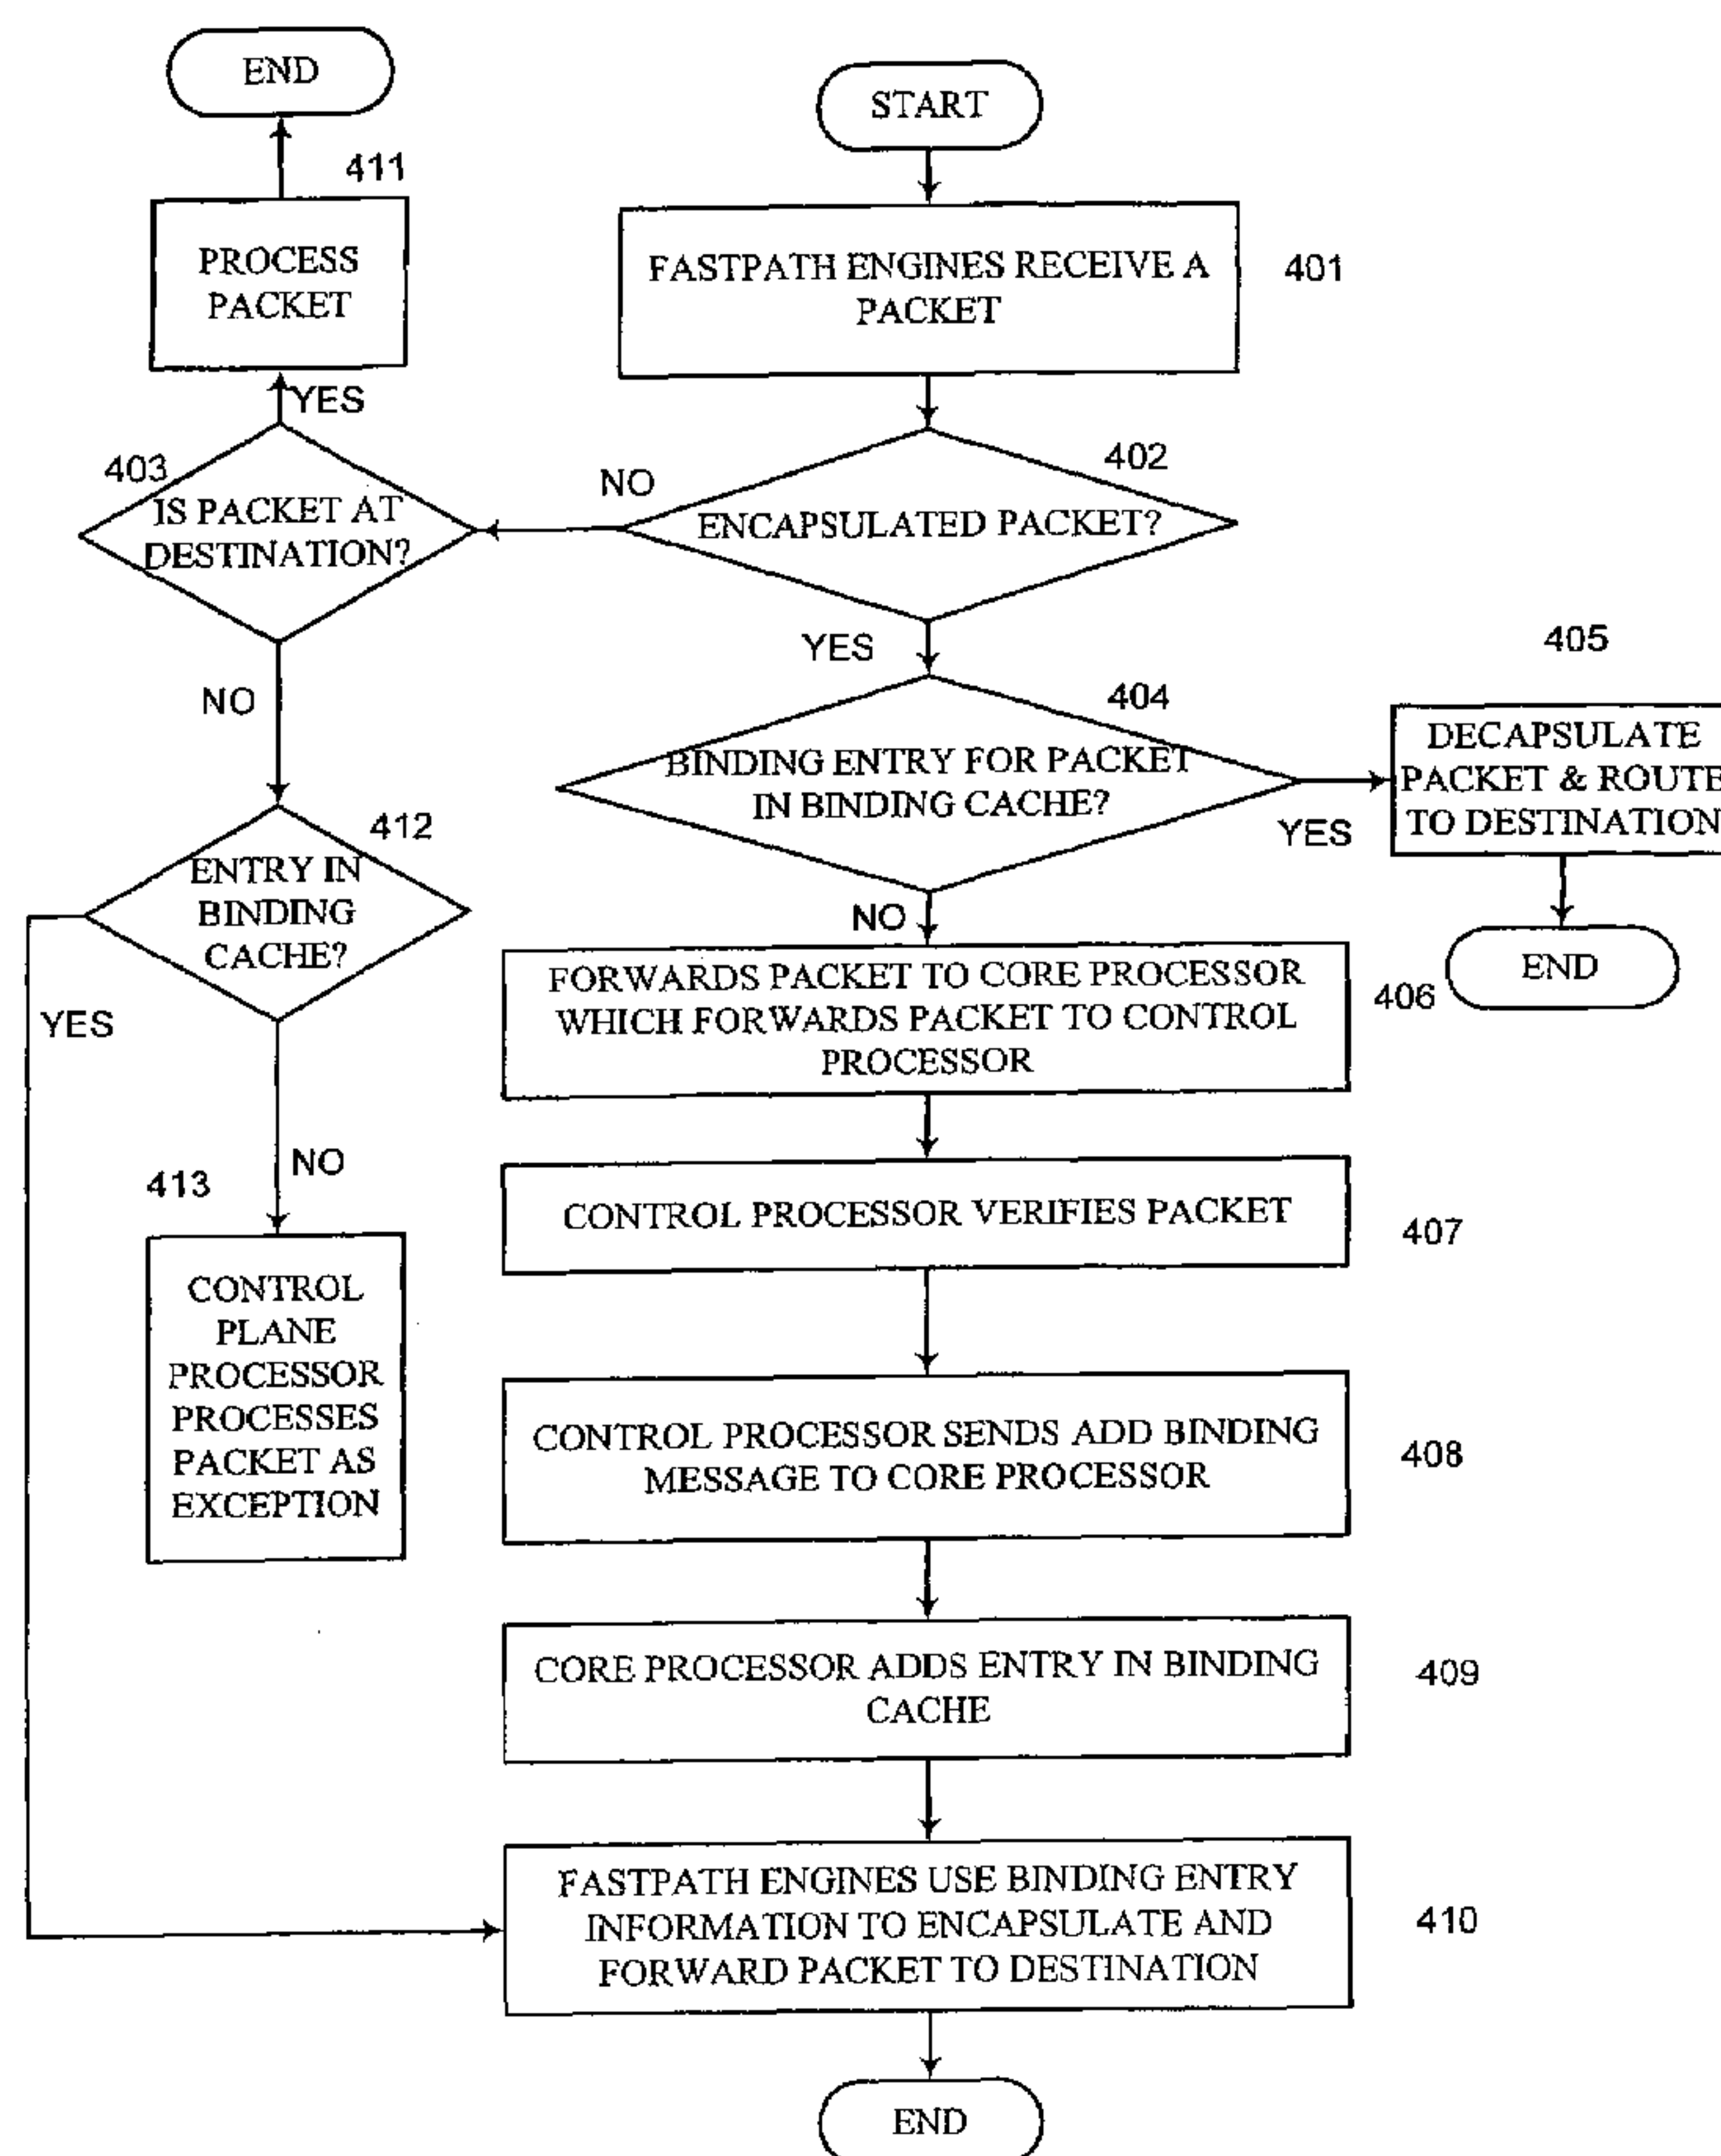 END
START
411
PROCESS
PACKET
FASTPATH ENGINES RECEIVE A
PACKET
401
YES
403
IS PACKET AT
DESTINATION?
NO
402
ENCAPSULATED PACKET?
YES
405
NO
404
BINDING ENTRY FOR PACKET
IN BINDING CACHE?
YES
DECAPSULATE
PACKET & ROUTE
TO DESTINATION
END
412
ENTRY IN
BINDING
CACHE?
NO
FORWARDS PACKET TO CORE PROCESSOR
WHICH FORWARDS PACKET TO CONTROL
PROCESSOR
406
YES
NO
413
CONTROL
PLANE
PROCESSOR
PROCESSES
PACKET AS
EXCEPTION
CONTROL PROCESSOR VERIFIES PACKET
407
CONTROL PROCESSOR SENDS ADD BINDING
MESSAGE TO CORE PROCESSOR
408
CORE PROCESSOR ADDS ENTRY IN BINDING
CACHE
409
FASTPATH ENGINES USE BINDING ENTRY
INFORMATION TO ENCAPSULATE AND
FORWARD PACKET TO DESTINATION
410
END